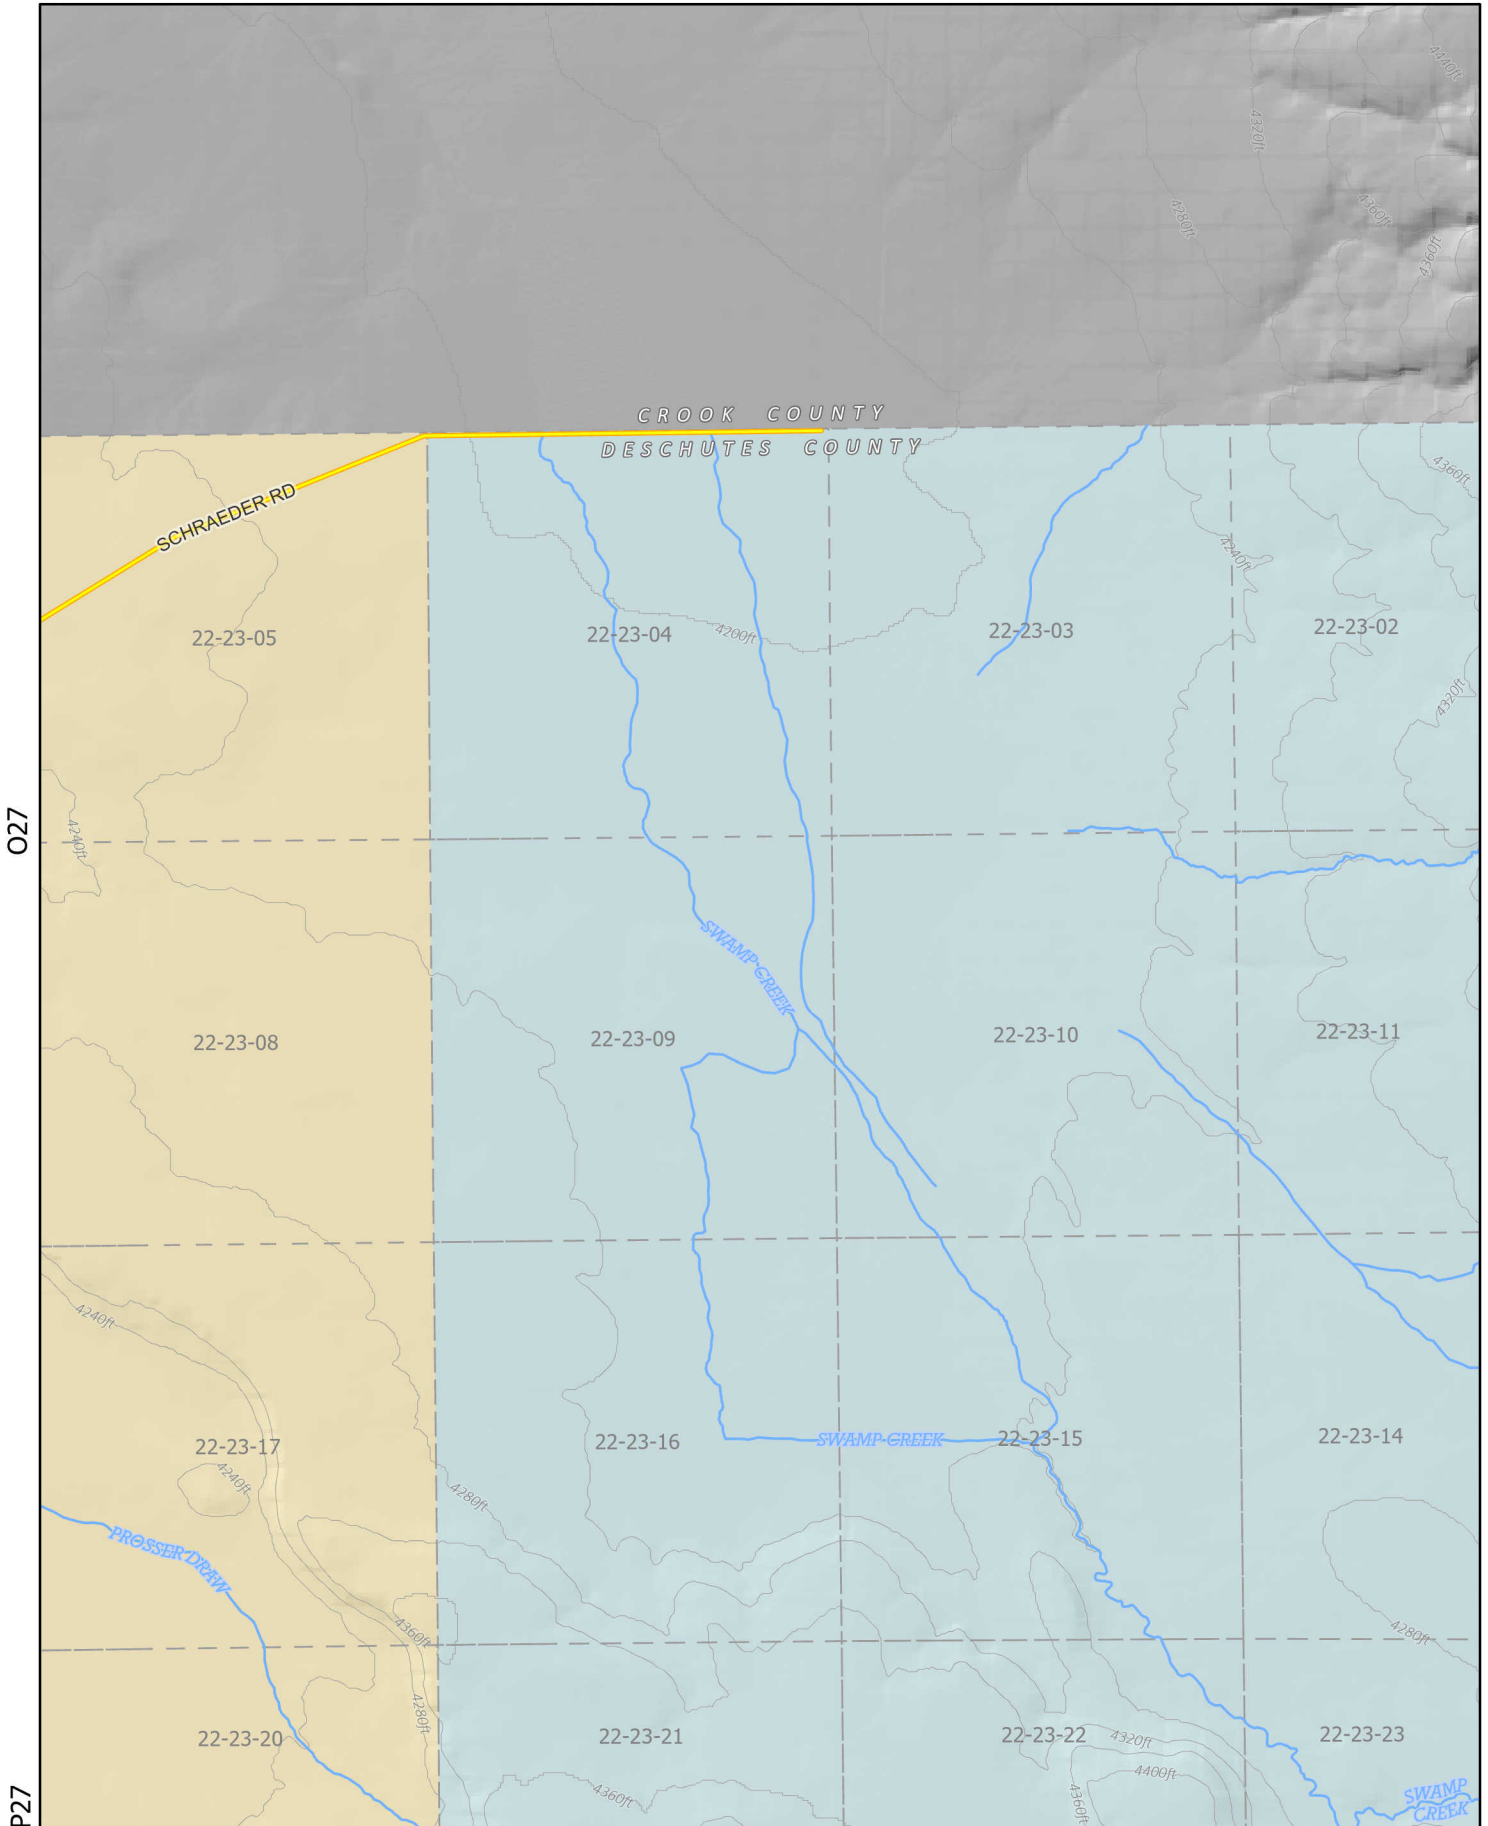 4440ft
4320ft
4280ft
4360ft
4360ft
CROOK COUNTY
DESCHUTES COUNTY
4360ft
SCHRAEDER RD
4240ft
22-23-05
22-23-04
4200ft
22-23-03
22-23-02
4320ft
O27
4240ft
SWAMP CREEK
22-23-08
22-23-09
22-23-10
22-23-11
4240ft
22-23-17
22-23-16
SWAMP CREEK
22-23-15
22-23-14
4240ft
4280ft
PROSSER DRAW
4360ft
4280ft
4280ft
22-23-20
22-23-21
22-23-22
4320ft
22-23-23
4400ft
P27
4360ft
4360ft
SWAMP
CREEK